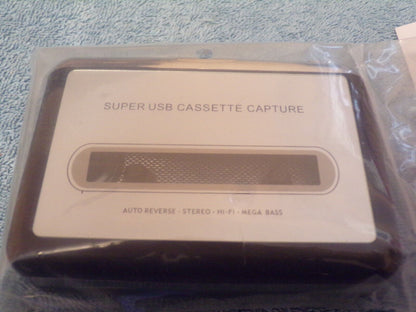 SUPER USB CASSETTE CAPTURE
AUTO REVERSE - STEREO - HI-FI - MEGA BASS